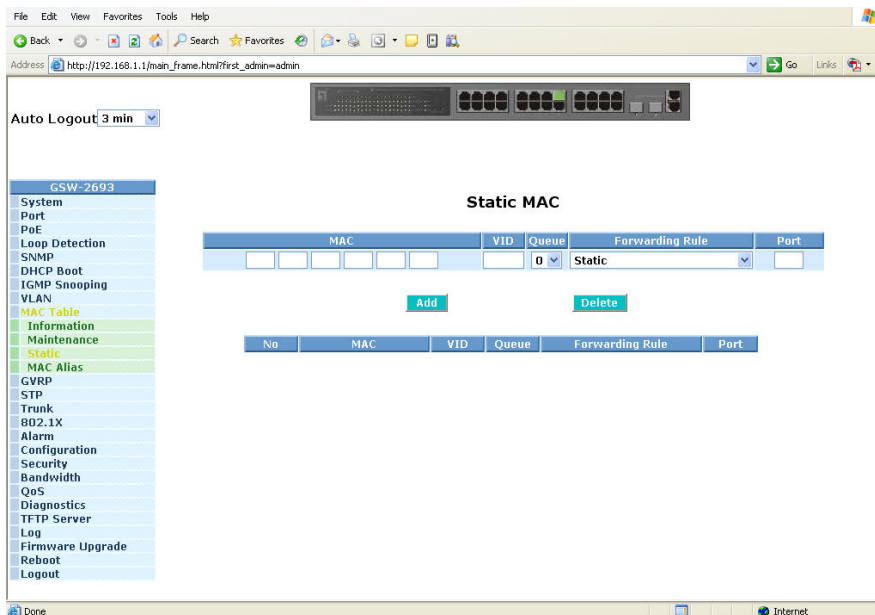 File Edit View Favorites Tools Help
Back Search Favorites
Address http://192.168.1.1/main_frame.html?first_admin=admin Go Links
Auto Logout 3 min
GSW-2693
System
Port
PoE
Loop Detection
SNMP
DHCP Boot
IGMP Snooping
VLAN
MAC Table
Information
Maintenance
Static
MAC Alias
GVRP
STP
Trunk
802.1X
Alarm
Configuration
Security
Bandwidth
QoS
Diagnostics
TFTP Server
Log
Firmware Upgrade
Reboot
Logout
Static MAC
MAC VID Queue Forwarding Rule Port
0 Static
Add Delete
No MAC VID Queue Forwarding Rule Port
Done Internet